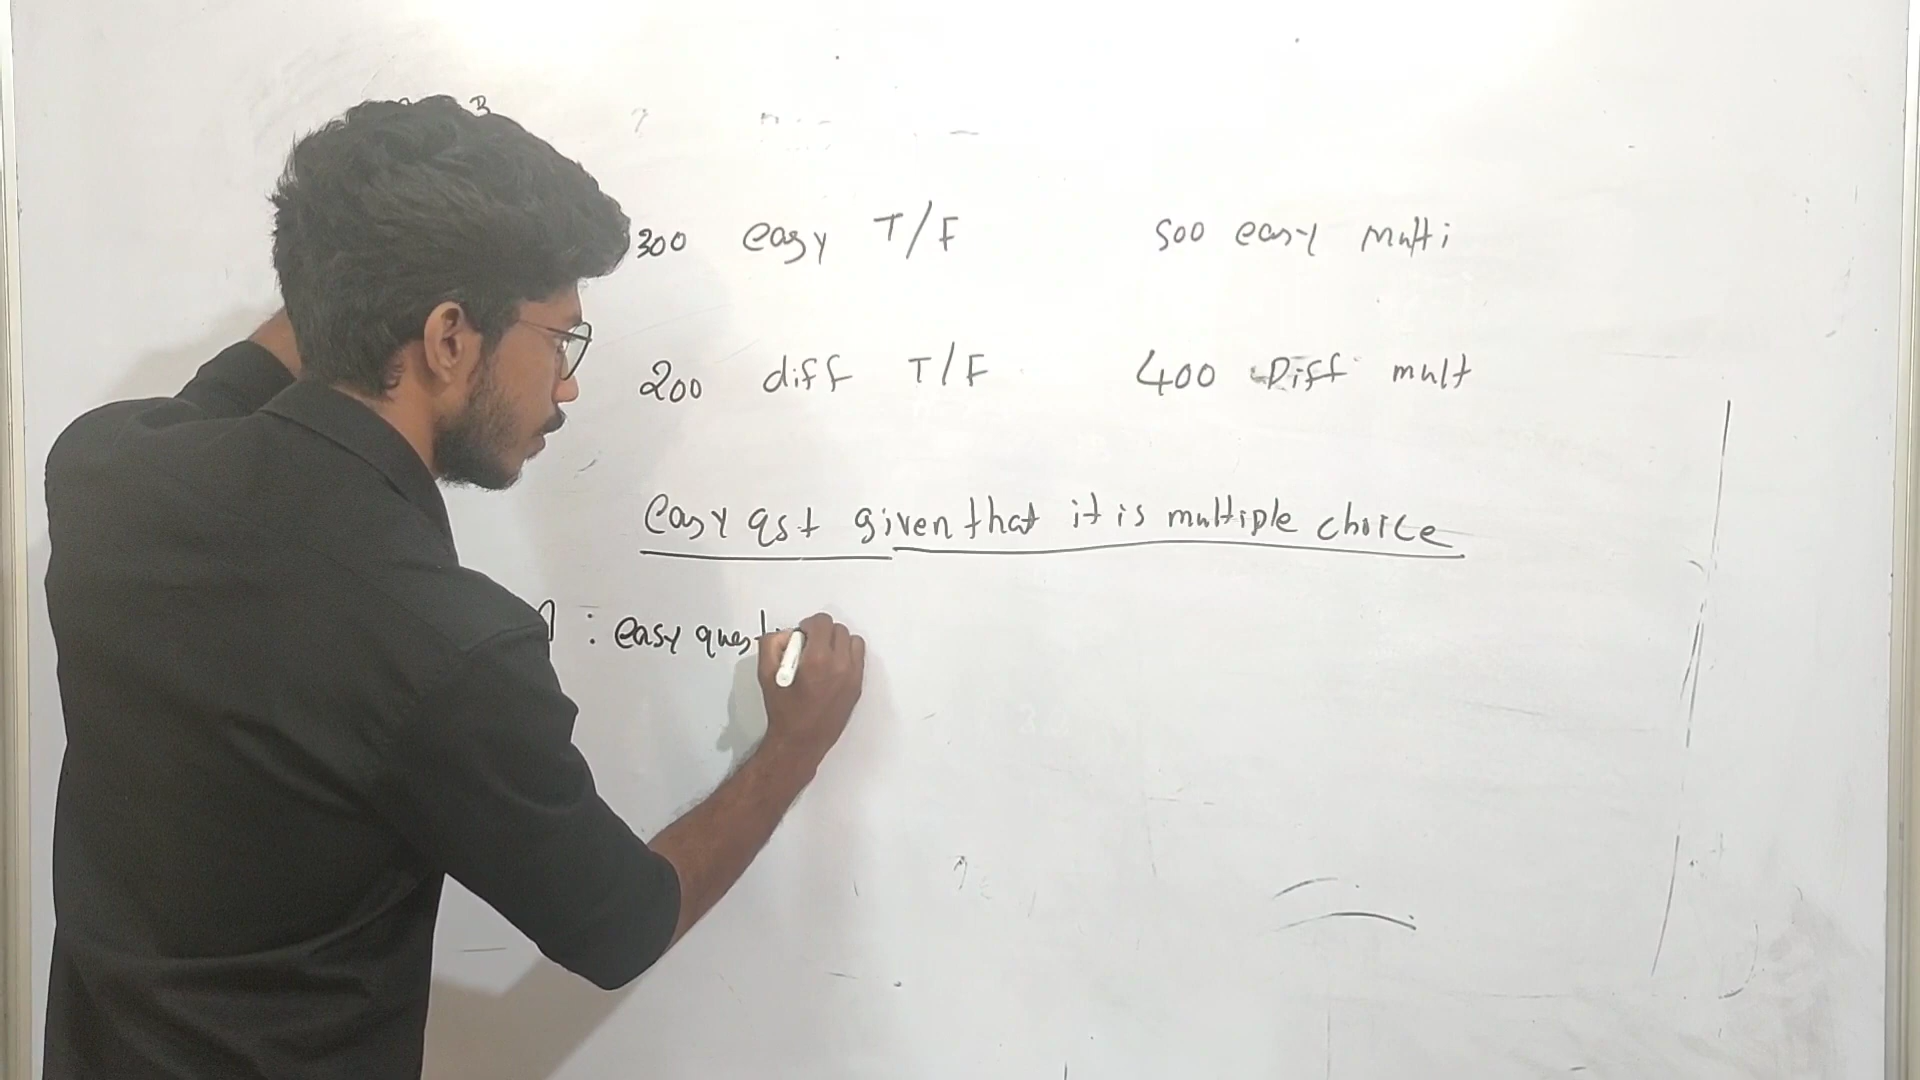 B
300 easy T/F 500 easy multi
200 diff T/F 400 Diff mult
easy qst given that it is multiple choice
: easy quest